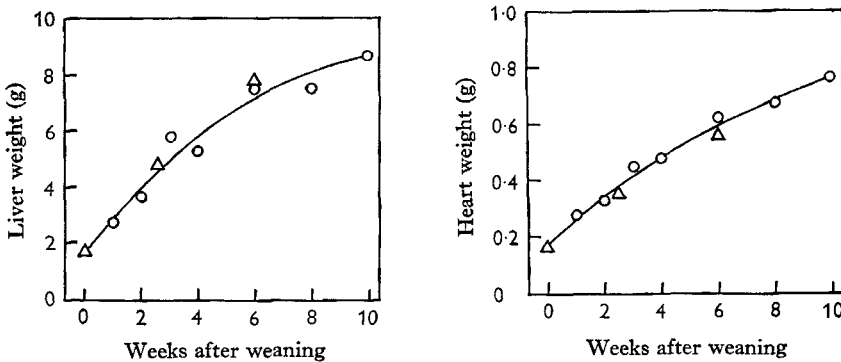 Liver weight (g)
10
8
6
4
2
0
0 2 4 6 8 10
Weeks after weaning
Heart weight (g)
1·0
0·8
0·6
0·4
0·2
0
0 2 4 6 8 10
Weeks after weaning